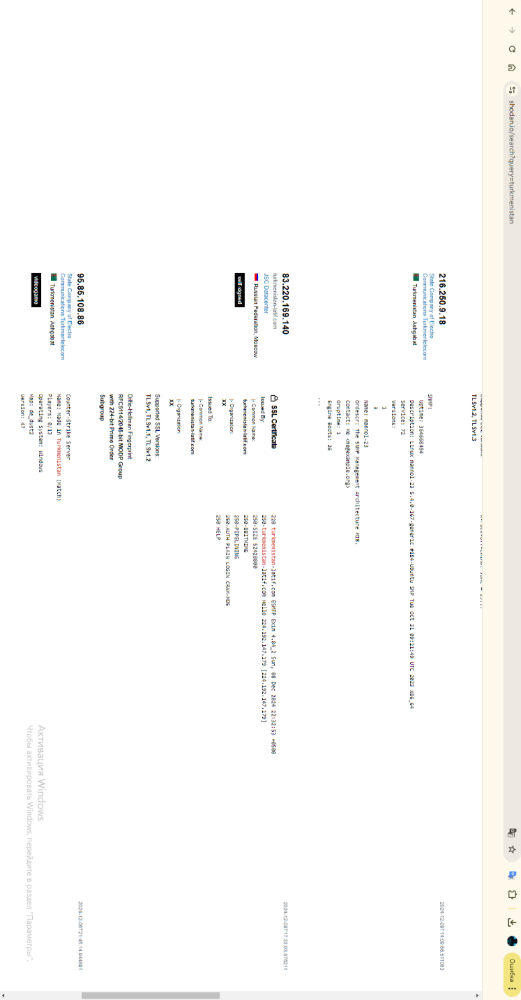 shodan.io/search?query=turkmenistan
Ошибка
TLSv1.2, TLSv1.3
216.250.9.18
State Company of Electro
Communications Turkmentelecom
Turkmenistan, Ashgabat
2024-12-09T14:09:56.511063
SNMP:
Uptime: 364668494
Description: Linux mannol-23 5.4.0-167-generic #184-Ubuntu SMP Tue Oct 31 09:21:49 UTC 2023 x86_64
Service: 72
Versions:
1
3
Name: mannol-23
Ordescr: The SNMP Management Architecture MIB.
Contact: Me <me@example.org>
Oruptime: 1
Engine Boots: 26
...
83.220.169.140
turkmenistan-latif.com
JSC Datacenter
Russian Federation, Moscow
self-signed
2024-12-08T17:33:03.876211
SSL Certificate
Issued By:
|- Common Name:
turkmenistan-latif.com
|- Organization:
XX
Issued To:
|- Common Name:
turkmenistan-latif.com
|- Organization:
XX
Supported SSL Versions:
TLSv1, TLSv1.1, TLSv1.2
Diffie-Hellman Fingerprint:
RFC5114/2048-bit MODP Group
with 224-bit Prime Order
Subgroup
220 turkmenistan-latif.com ESMTP Exim 4.84_2 Sun, 08 Dec 2024 22:32:53 +0500
250-turkmenistan-latif.com Hello 224.192.147.179 [224.192.147.179]
250-SIZE 52428800
250-8BITMIME
250-PIPELINING
250-AUTH PLAIN LOGIN CRAM-MD5
250 HELP
95.85.108.86
State Company of Electro
Communications Turkmentelecom
Turkmenistan, Ashgabat
videogame
2024-12-06T21:45:14.944891
Counter-Strike Server
Name: Made in Turkmenistan (Match)
Players: 0/13
Operating System: Windows
Map: de_dust2
Version: 47
Активация Windows
Чтобы активировать Windows, перейдите в раздел "Параметры".